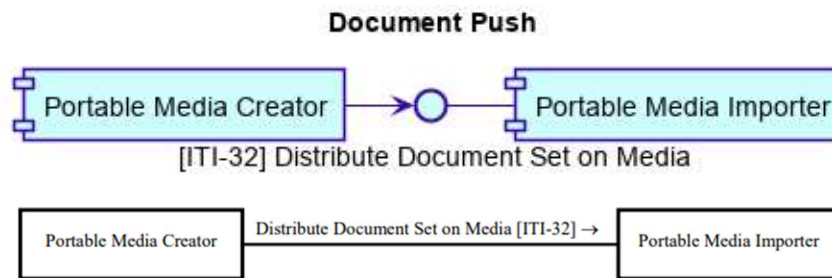 Document Push
Portable Media Creator
Portable Media Importer
[ITI-32] Distribute Document Set on Media
Portable Media Creator
Distribute Document Set on Media [ITI-32] →
Portable Media Importer